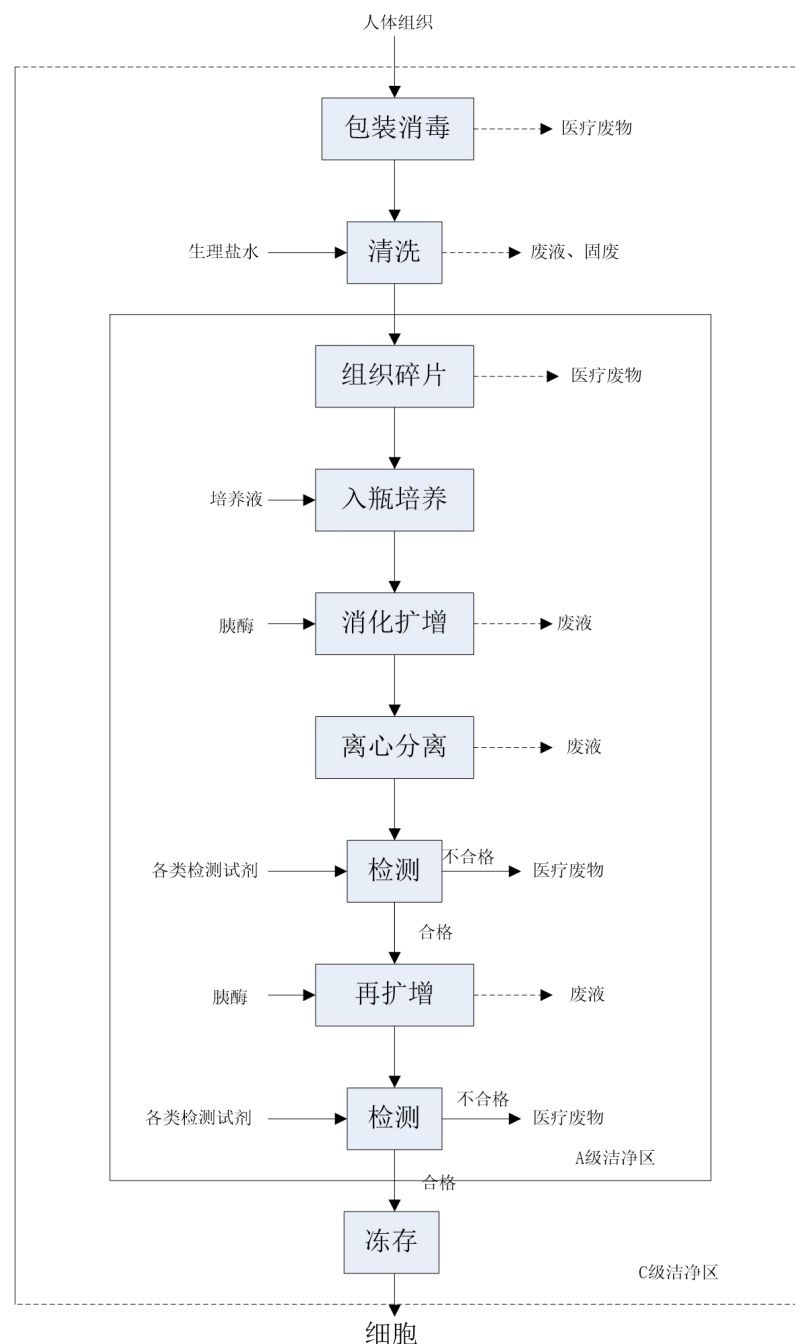 人体组织
包装消毒
医疗废物
生理盐水
清洗
废液、固废
组织碎片
医疗废物
培养液
入瓶培养
胰酶
消化扩增
废液
离心分离
废液
各类检测试剂
检测
不合格
医疗废物
合格
胰酶
再扩增
废液
各类检测试剂
检测
不合格
医疗废物
A级洁净区
合格
冻存
C级洁净区
细胞